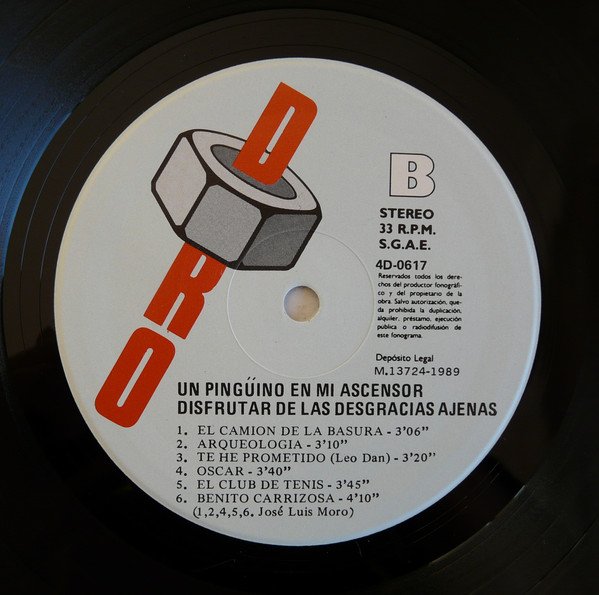 DRO
B
STEREO
33 R.P.M.
S.G.A.E.
4D-0617
Reservados todos los dere-
chos del productor fonográfi-
co y del propietario de la
obra. Salvo autorización, que-
da prohibida la duplicación,
alquiler, préstamo, ejecución
publica o radiodifusión de
este fonograma.
Depósito Legal
M.13724-1989
UN PINGÜINO EN MI ASCENSOR
DISFRUTAR DE LAS DESGRACIAS AJENAS
1. EL CAMION DE LA BASURA - 3'06"
2. ARQUEOLOGIA - 3'10"
3. TE HE PROMETIDO (Leo Dan) - 3'20"
4. OSCAR - 3'40"
5. EL CLUB DE TENIS - 3'45"
6. BENITO CARRIZOSA - 4'10"
(1,2,4,5,6. José Luis Moro)